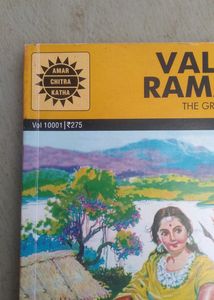 AMAR
CHITRA
KATHA
VAL
RAM
THE GR
Vol 10001 | ₹275